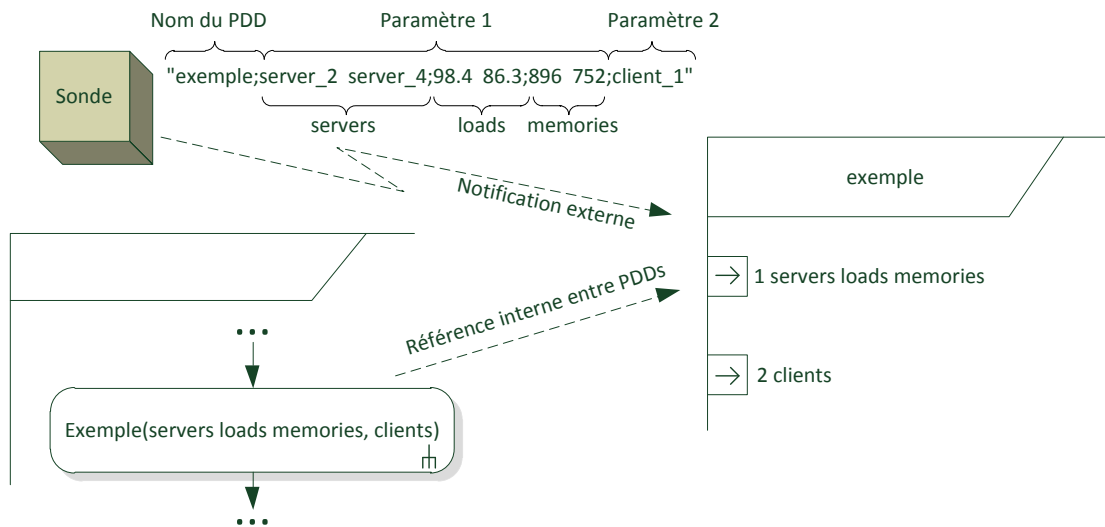 Nom du PDD Paramètre 1 Paramètre 2
"exemple;server_2 server_4;98.4 86.3;896 752;client_1"
Sonde
servers loads memories
Notification externe
exemple
1 servers loads memories
Référence interne entre PDDs
...
2 clients
Exemple(servers loads memories, clients)
...